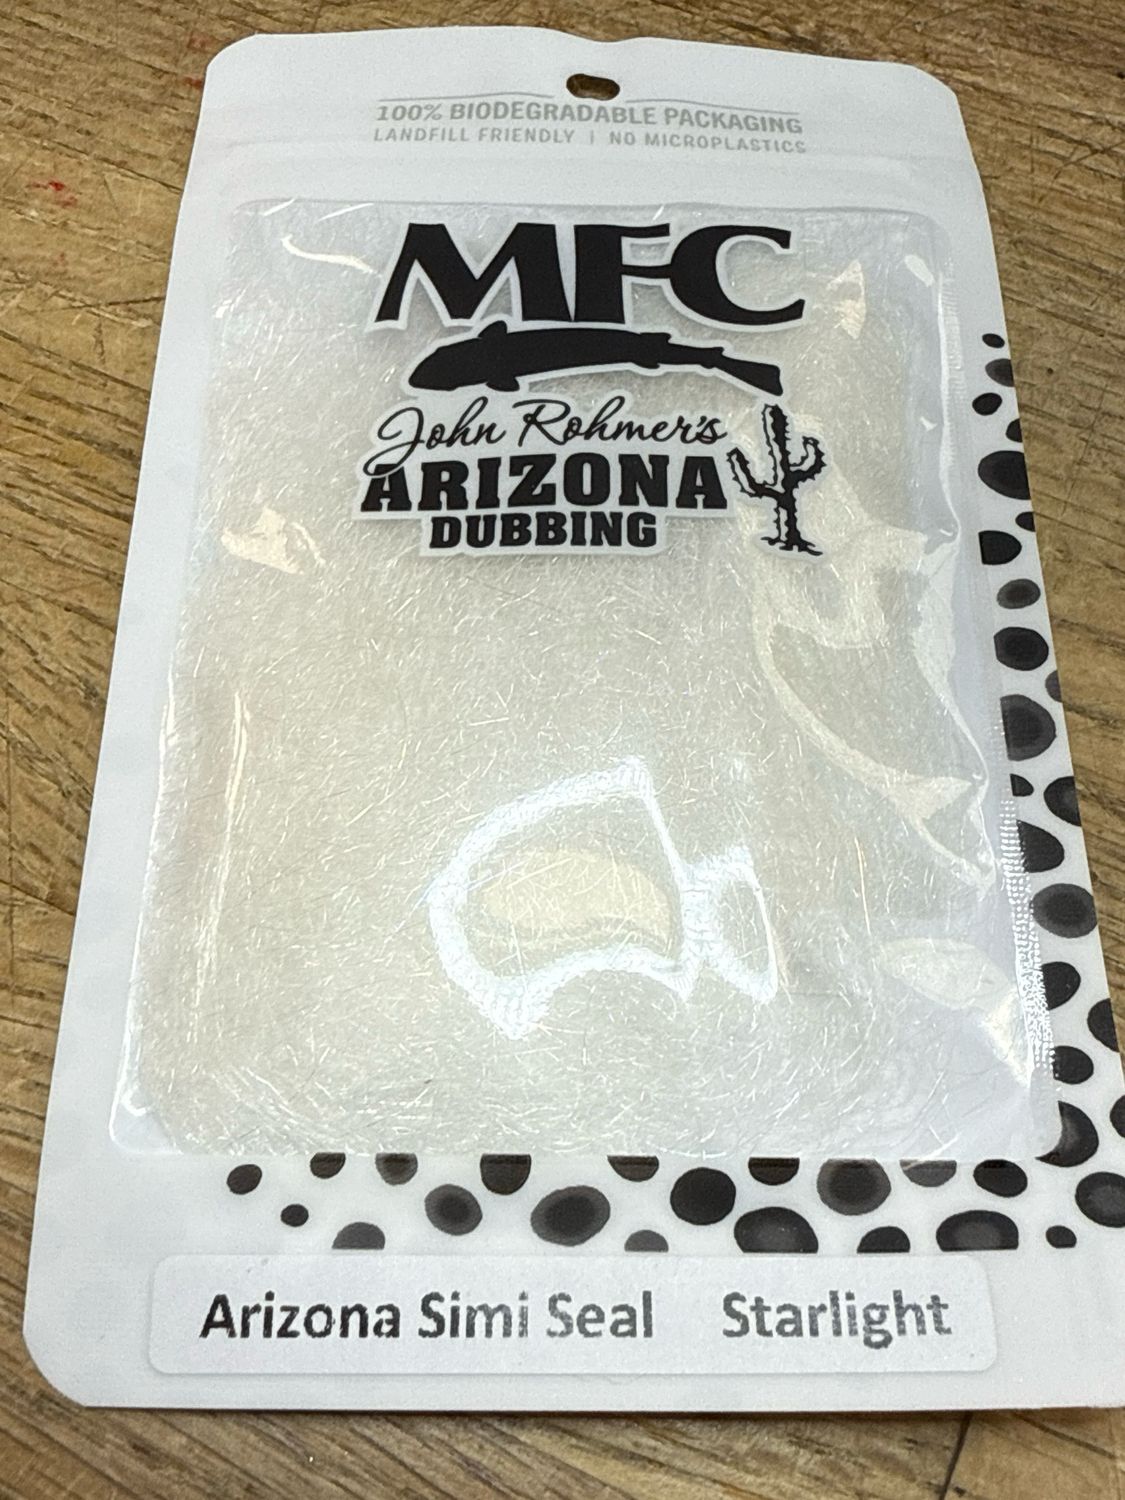 100% BIODEGRADABLE PACKAGING
LANDFILL FRIENDLY | NO MICROPLASTICS
MFC
John Rohmer's
ARIZONA
DUBBING
Arizona Simi Seal Starlight